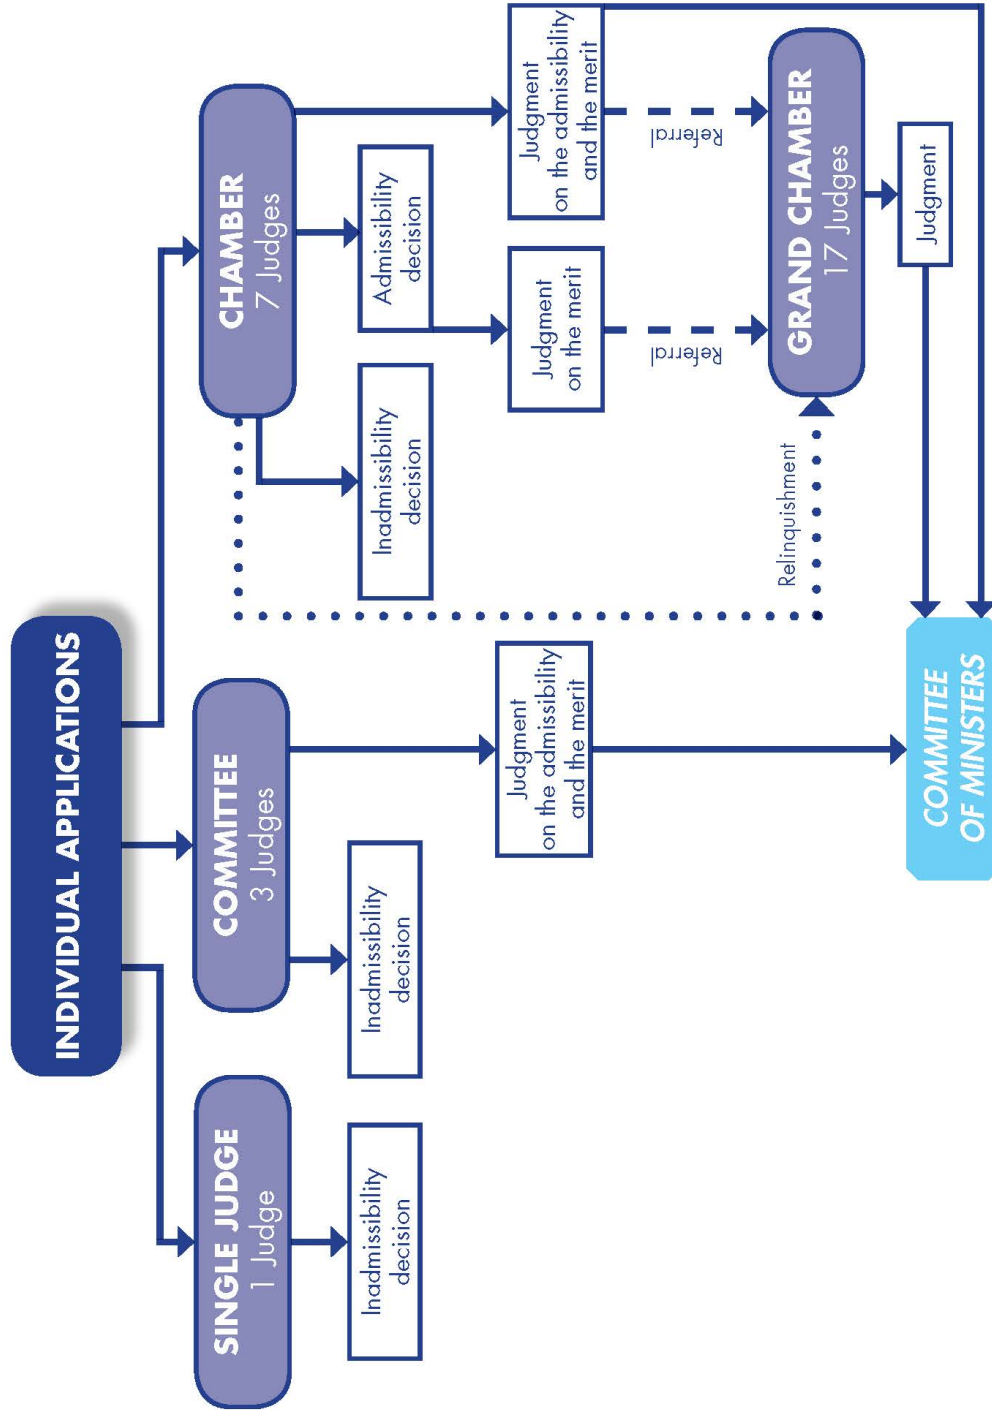 INDIVIDUAL APPLICATIONS
SINGLE JUDGE
1 Judge
COMMITTEE
3 Judges
CHAMBER
7 Judges
Inadmissibility
decision
Inadmissibility
decision
Inadmissibility
decision
Admissibility
decision
Judgment
on the admissibility
and the merit
Judgment
on the merit
Judgment
on the admissibility
and the merit
Relinquishment
Referral
Referral
GRAND CHAMBER
17 Judges
Judgment
COMMITTEE
OF MINISTERS